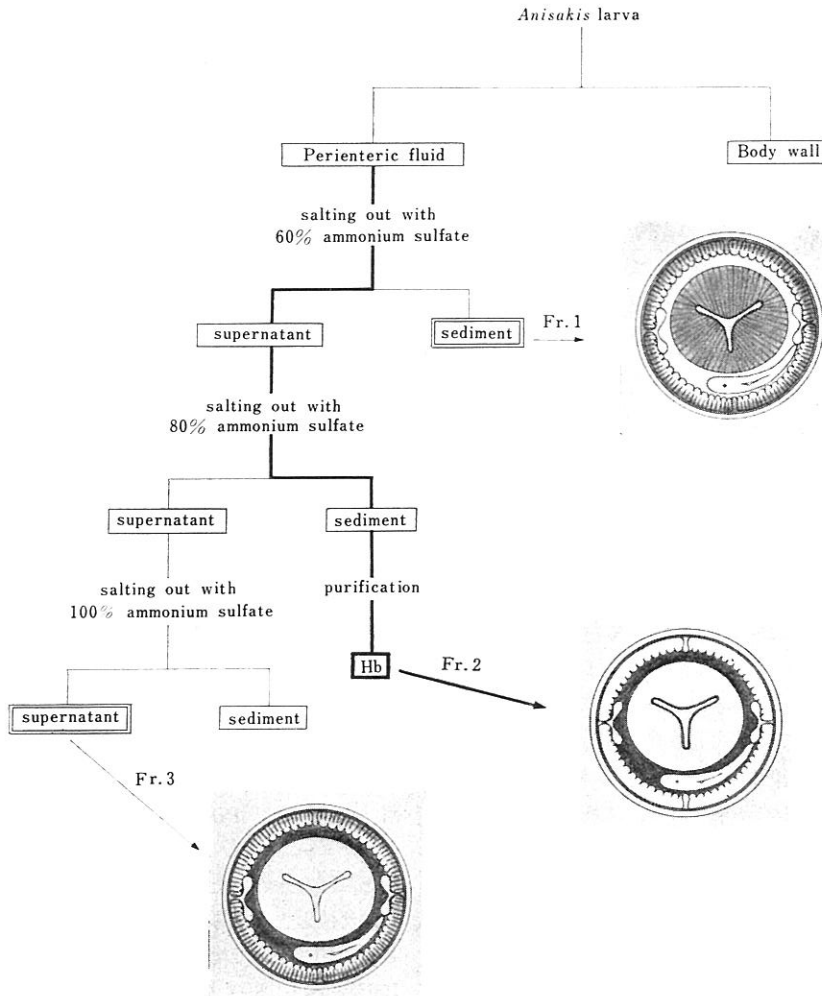 Anisakis larva
Perienteric fluid
Body wall
salting out with
60% ammonium sulfate
supernatant
sediment
Fr.1
salting out with
80% ammonium sulfate
supernatant
sediment
salting out with
100% ammonium sulfate
purification
Hb
Fr.2
supernatant
sediment
Fr.3